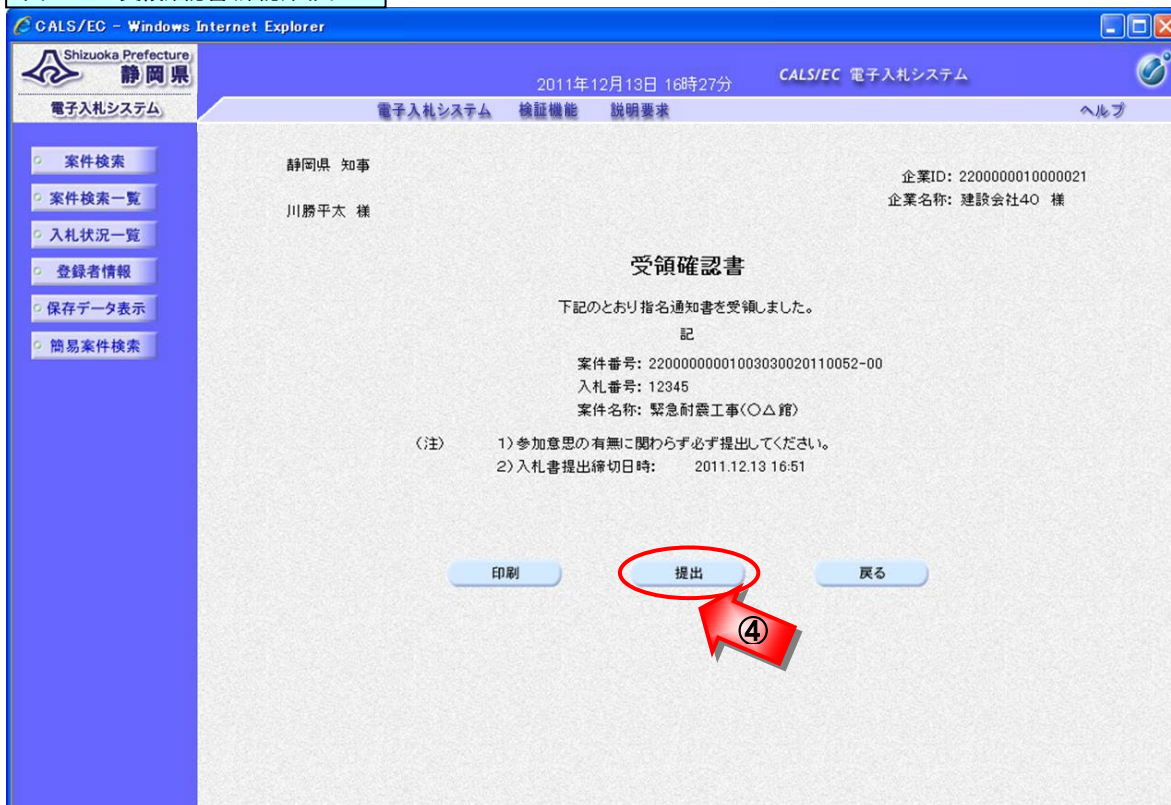 CALS/EC - Windows Internet Explorer
Shizuoka Prefecture
静岡県
2011年12月13日 16時27分
CALS/EC 電子入札システム
電子入札システム
電子入札システム 検証機能 説明要求
ヘルプ
案件検索
案件検索一覧
入札状況一覧
登録者情報
保存データ表示
簡易案件検索
静岡県 知事
企業ID: 2200000010000021
企業名称: 建設会社40 様
川勝平太 様
受領確認書
下記のとおり指名通知書を受領しました。
記
案件番号: 22000000001003030020110052-00
入札番号: 12345
案件名称: 緊急耐震工事(○△館)
(注) 1)参加意思の有無に関わらず必ず提出してください。
2)入札書提出締切日時: 2011.12.13 16:51
印刷
提出
戻る
④